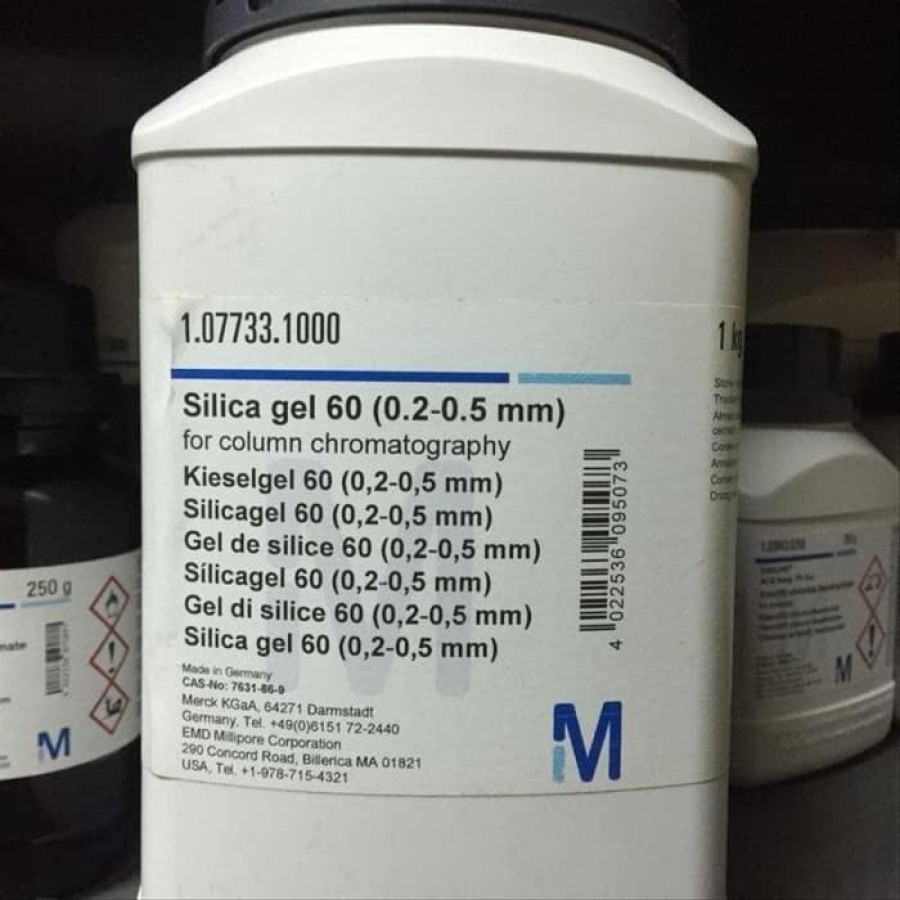 1.07733.1000
1 kg
Silica gel 60 (0.2-0.5 mm)
for column chromatography
Kieselgel 60 (0,2-0,5 mm)
Silicagel 60 (0,2-0,5 mm)
Gel de silice 60 (0,2-0,5 mm)
Sílicagel 60 (0,2-0,5 mm)
Gel di silice 60 (0,2-0,5 mm)
Silica gel 60 (0,2-0,5 mm)
4 022536 095073
Made in Germany
CAS-No: 7631-86-9
Merck KGaA, 64271 Darmstadt
Germany, Tel. +49(0)6151 72-2440
EMD Millipore Corporation
290 Concord Road, Billerica MA 01821
USA, Tel. +1-978-715-4321
M
250 g
M
M